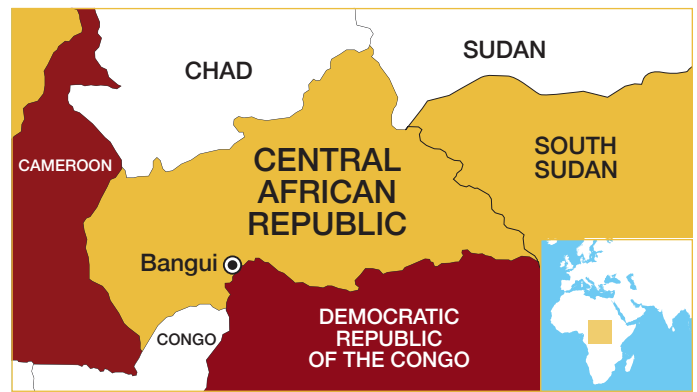 SUDAN
CHAD
SOUTH
SUDAN
CAMEROON
CENTRAL
AFRICAN
REPUBLIC
Bangui
CONGO
DEMOCRATIC
REPUBLIC
OF THE CONGO